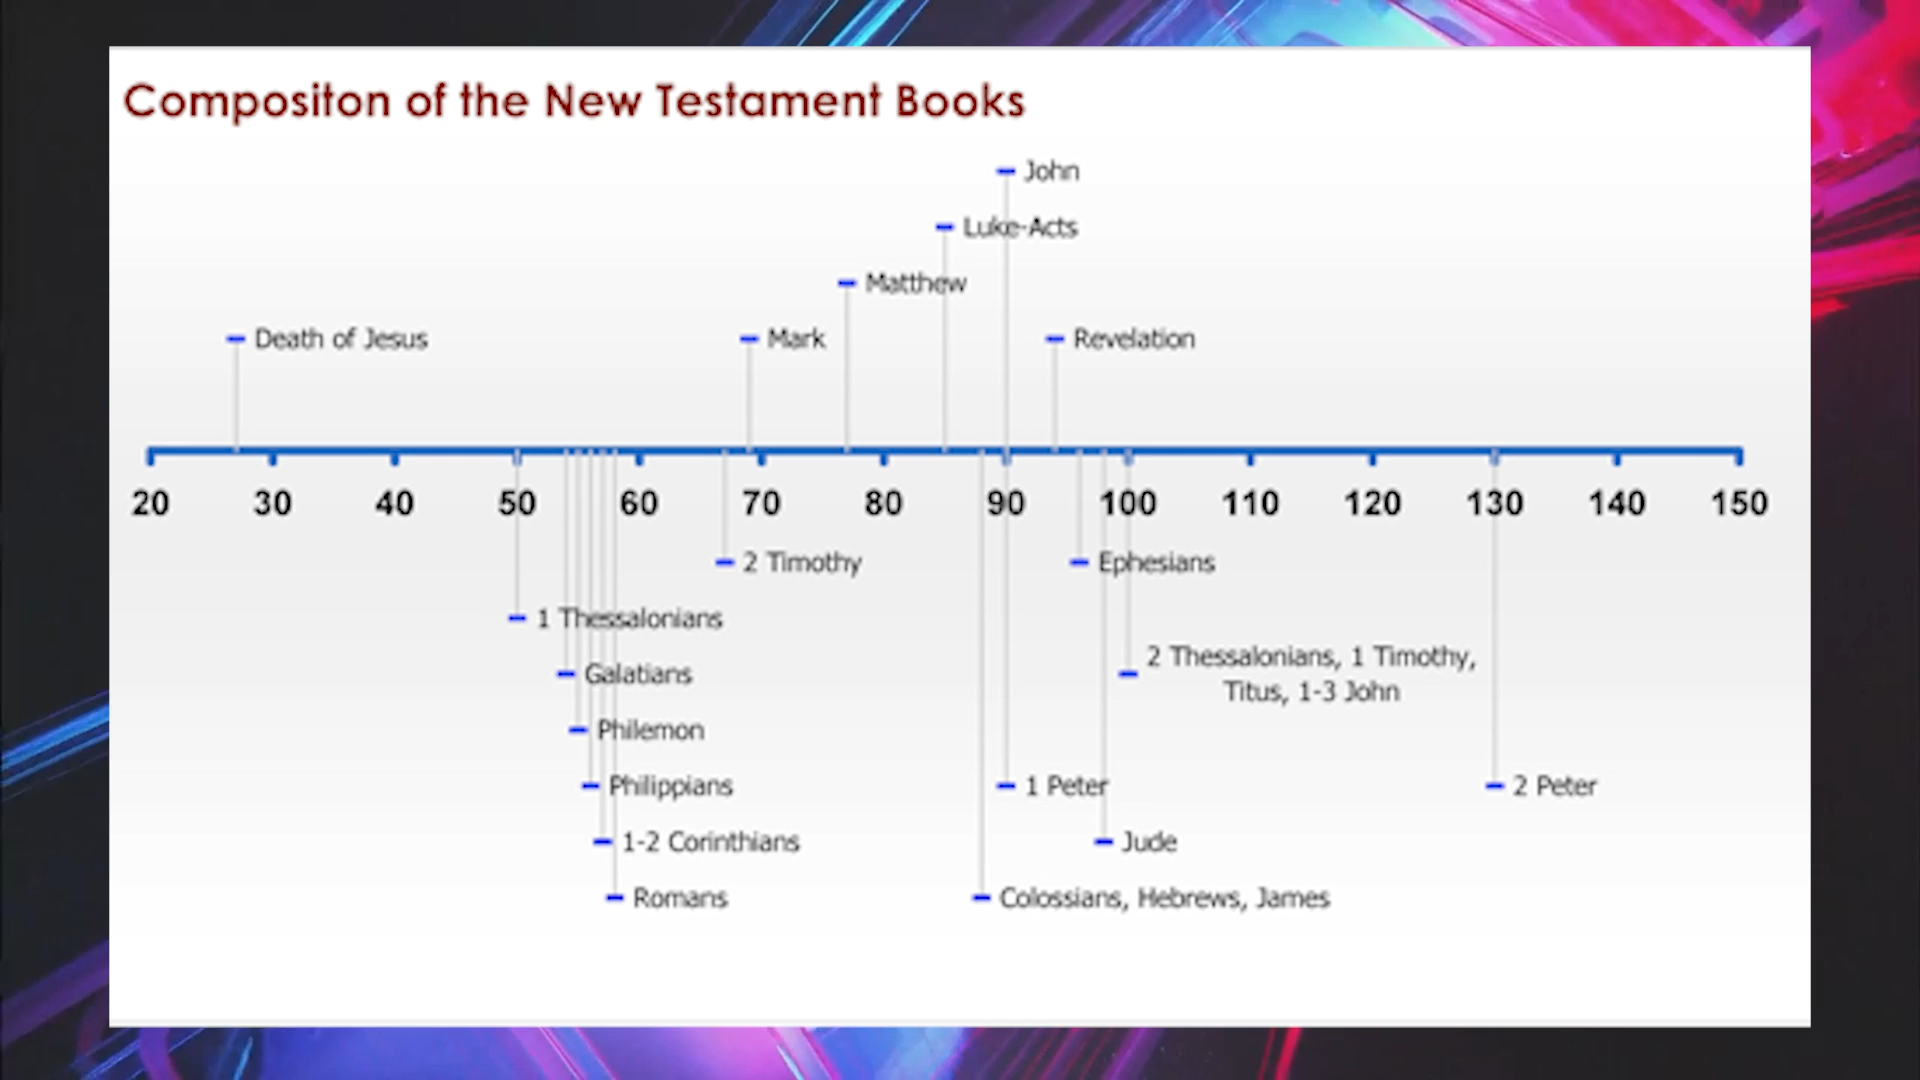 Compositon of the New Testament Books
John
Luke-Acts
Matthew
Death of Jesus
Mark
Revelation
20 30 40 50 60 70 80 90 100 110 120 130 140 150
2 Timothy
Ephesians
1 Thessalonians
2 Thessalonians, 1 Timothy,
Titus, 1-3 John
Galatians
Philemon
Philippians
1 Peter
2 Peter
1-2 Corinthians
Jude
Romans
Colossians, Hebrews, James